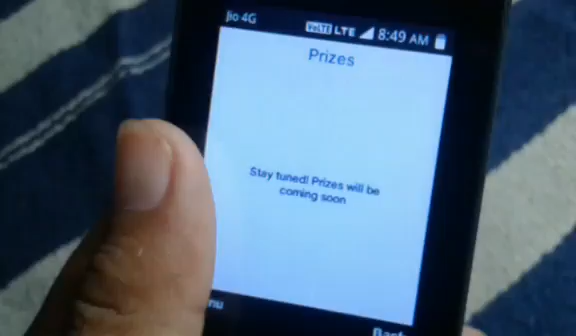 Jio 4G VoLTE LTE 8:49 AM
Prizes
Stay tuned! Prizes will be
coming soon